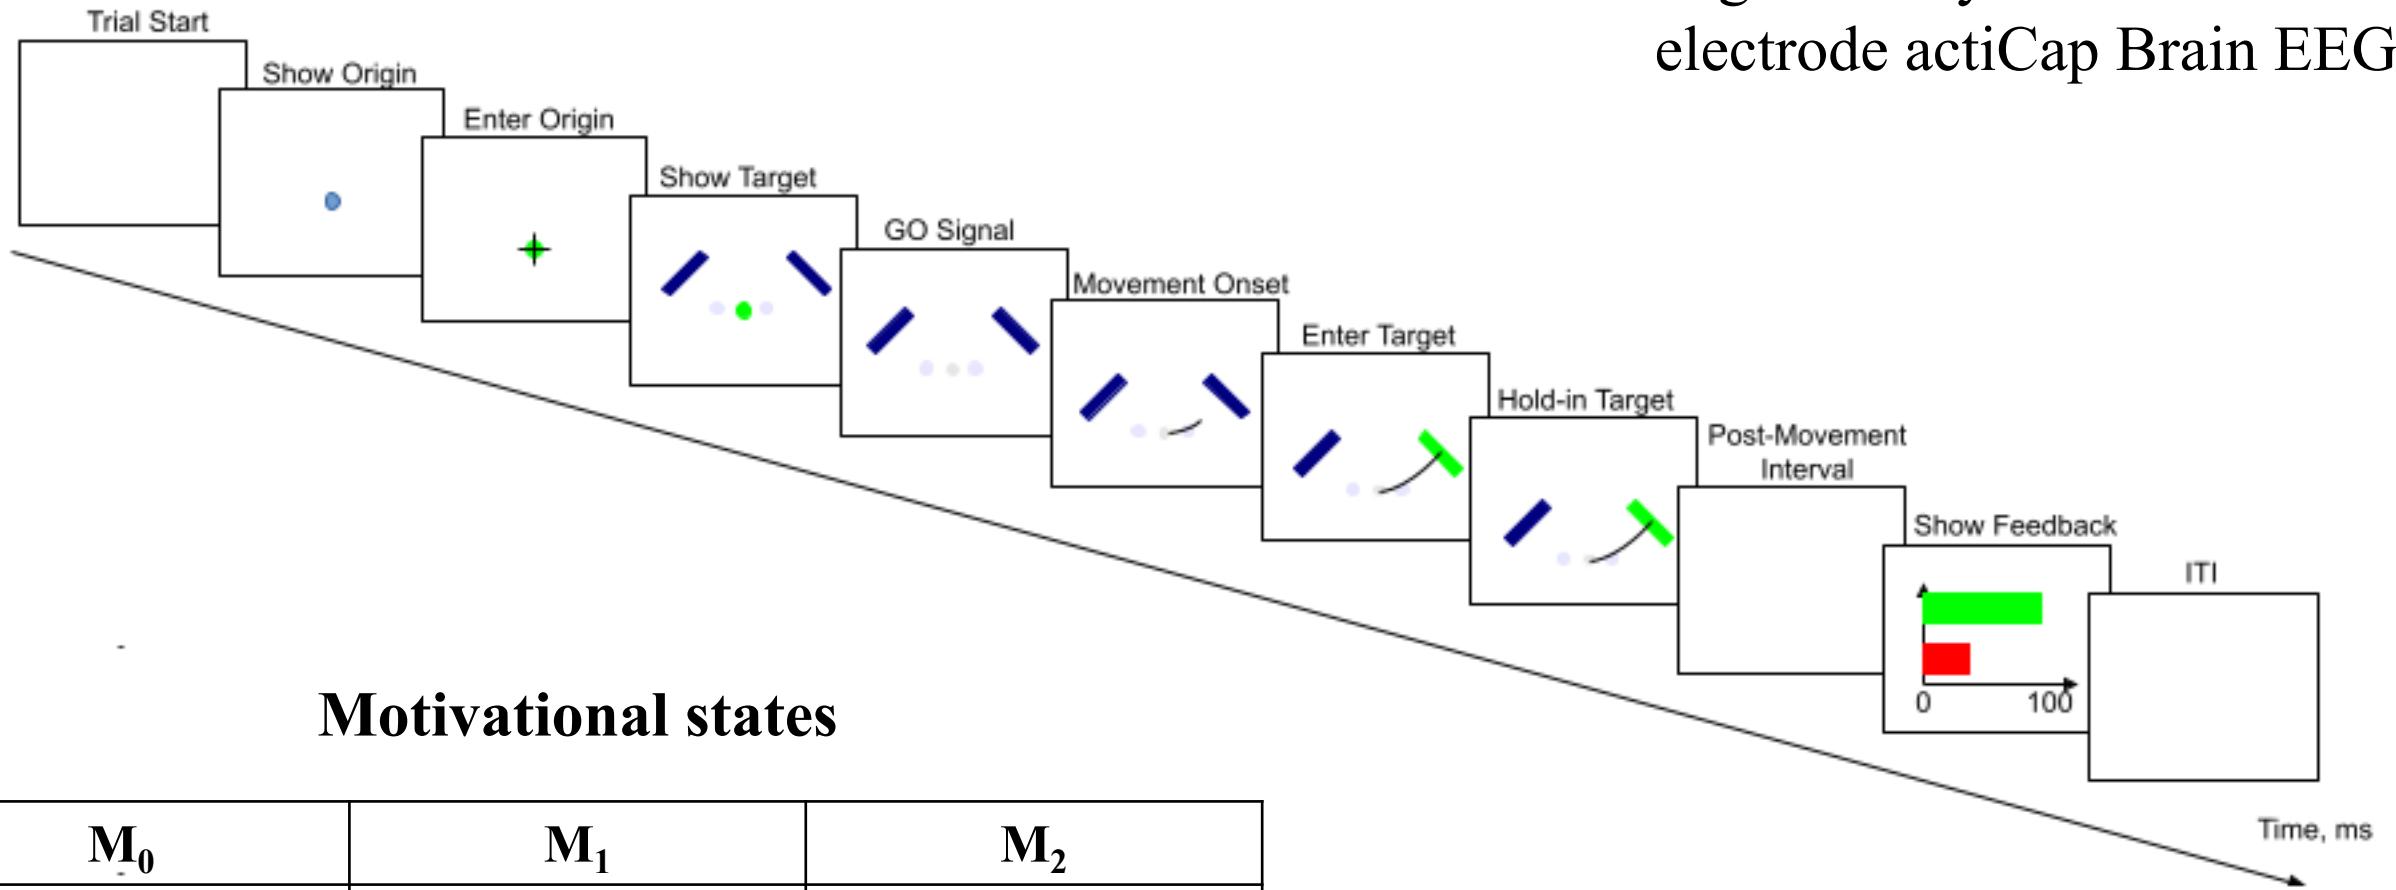 electrode actiCap Brain EEG
Trial Start
Show Origin
Enter Origin
Show Target
GO Signal
Movement Onset
Enter Target
Hold-in Target
Post-Movement
Interval
Show Feedback
0 100
ITI
Time, ms
Motivational states
M₀ M₁ M₂